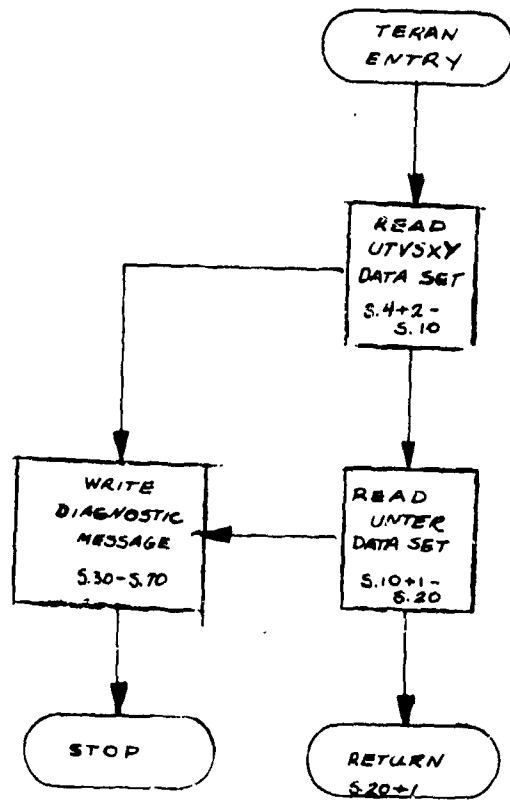 TERAN
ENTRY
READ
UTVSXY
DATA SET
S.4+2-
S.10
WRITE
DIAGNOSTIC
MESSAGE
S.30-S.70
READ
UNTER
DATA SET
S.10+1-
S.20
STOP
RETURN
S.20+1